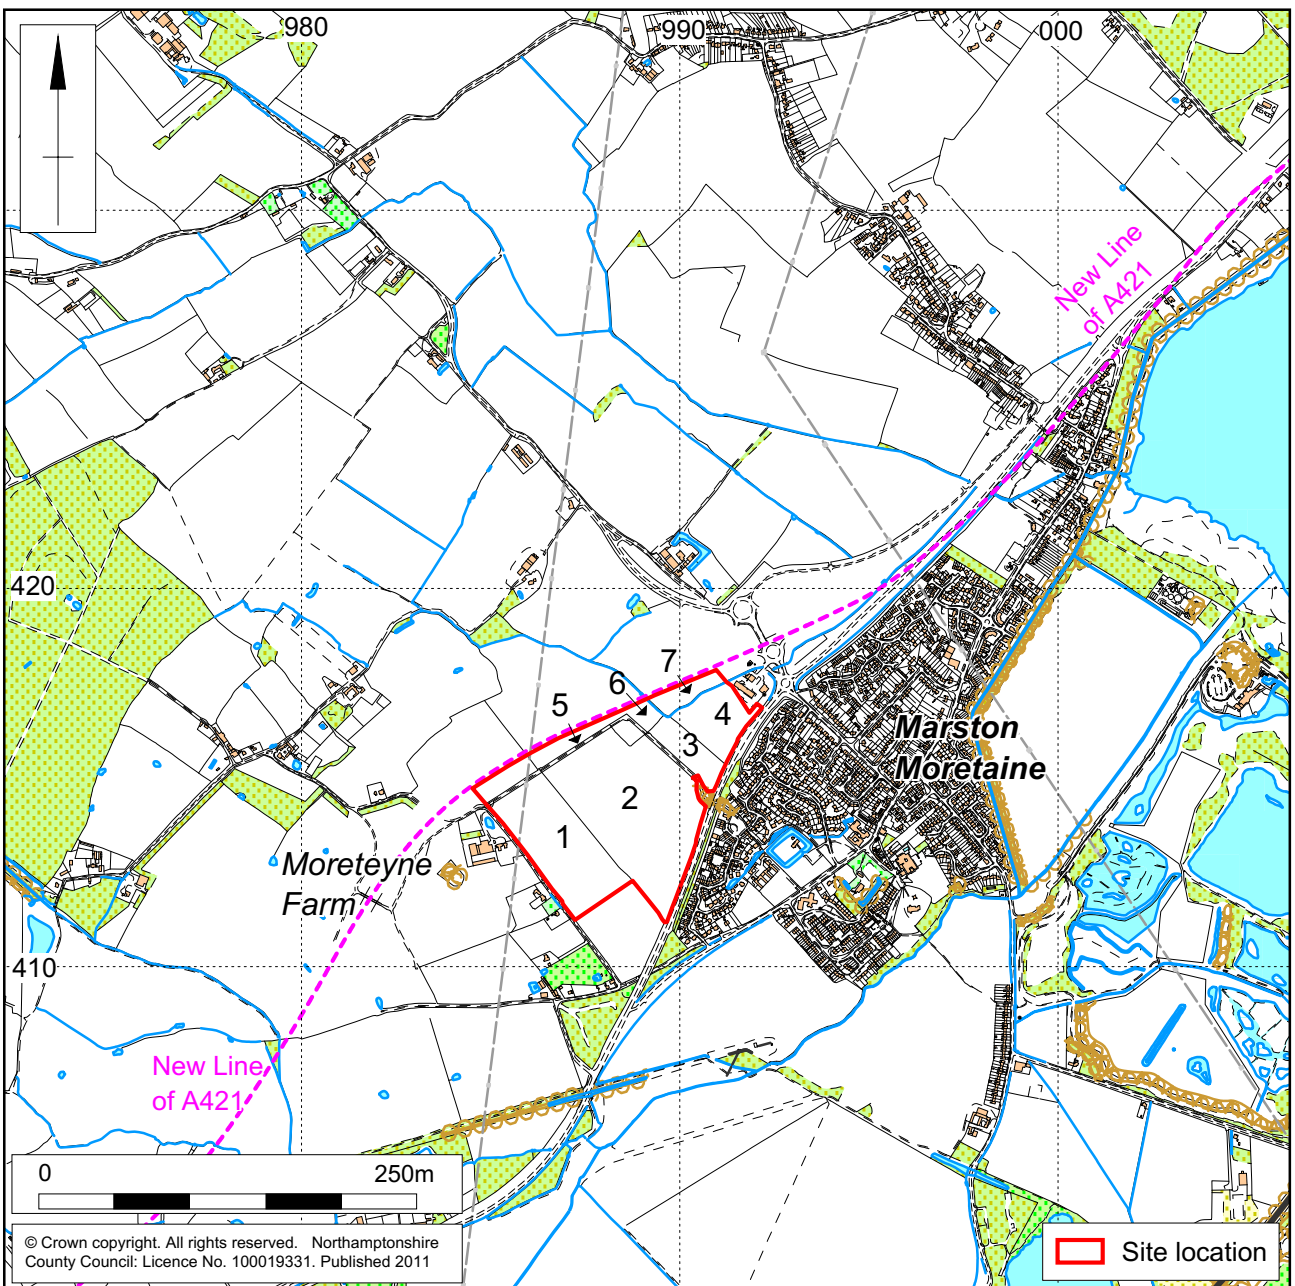 980
990
000
New Line
of A421
420
7
6
5
4
3
2
1
Marston
Moretaine
Moreteyne
Farm
410
New Line
of A421
0 250m
© Crown copyright. All rights reserved. Northamptonshire
County Council: Licence No. 100019331. Published 2011
Site location